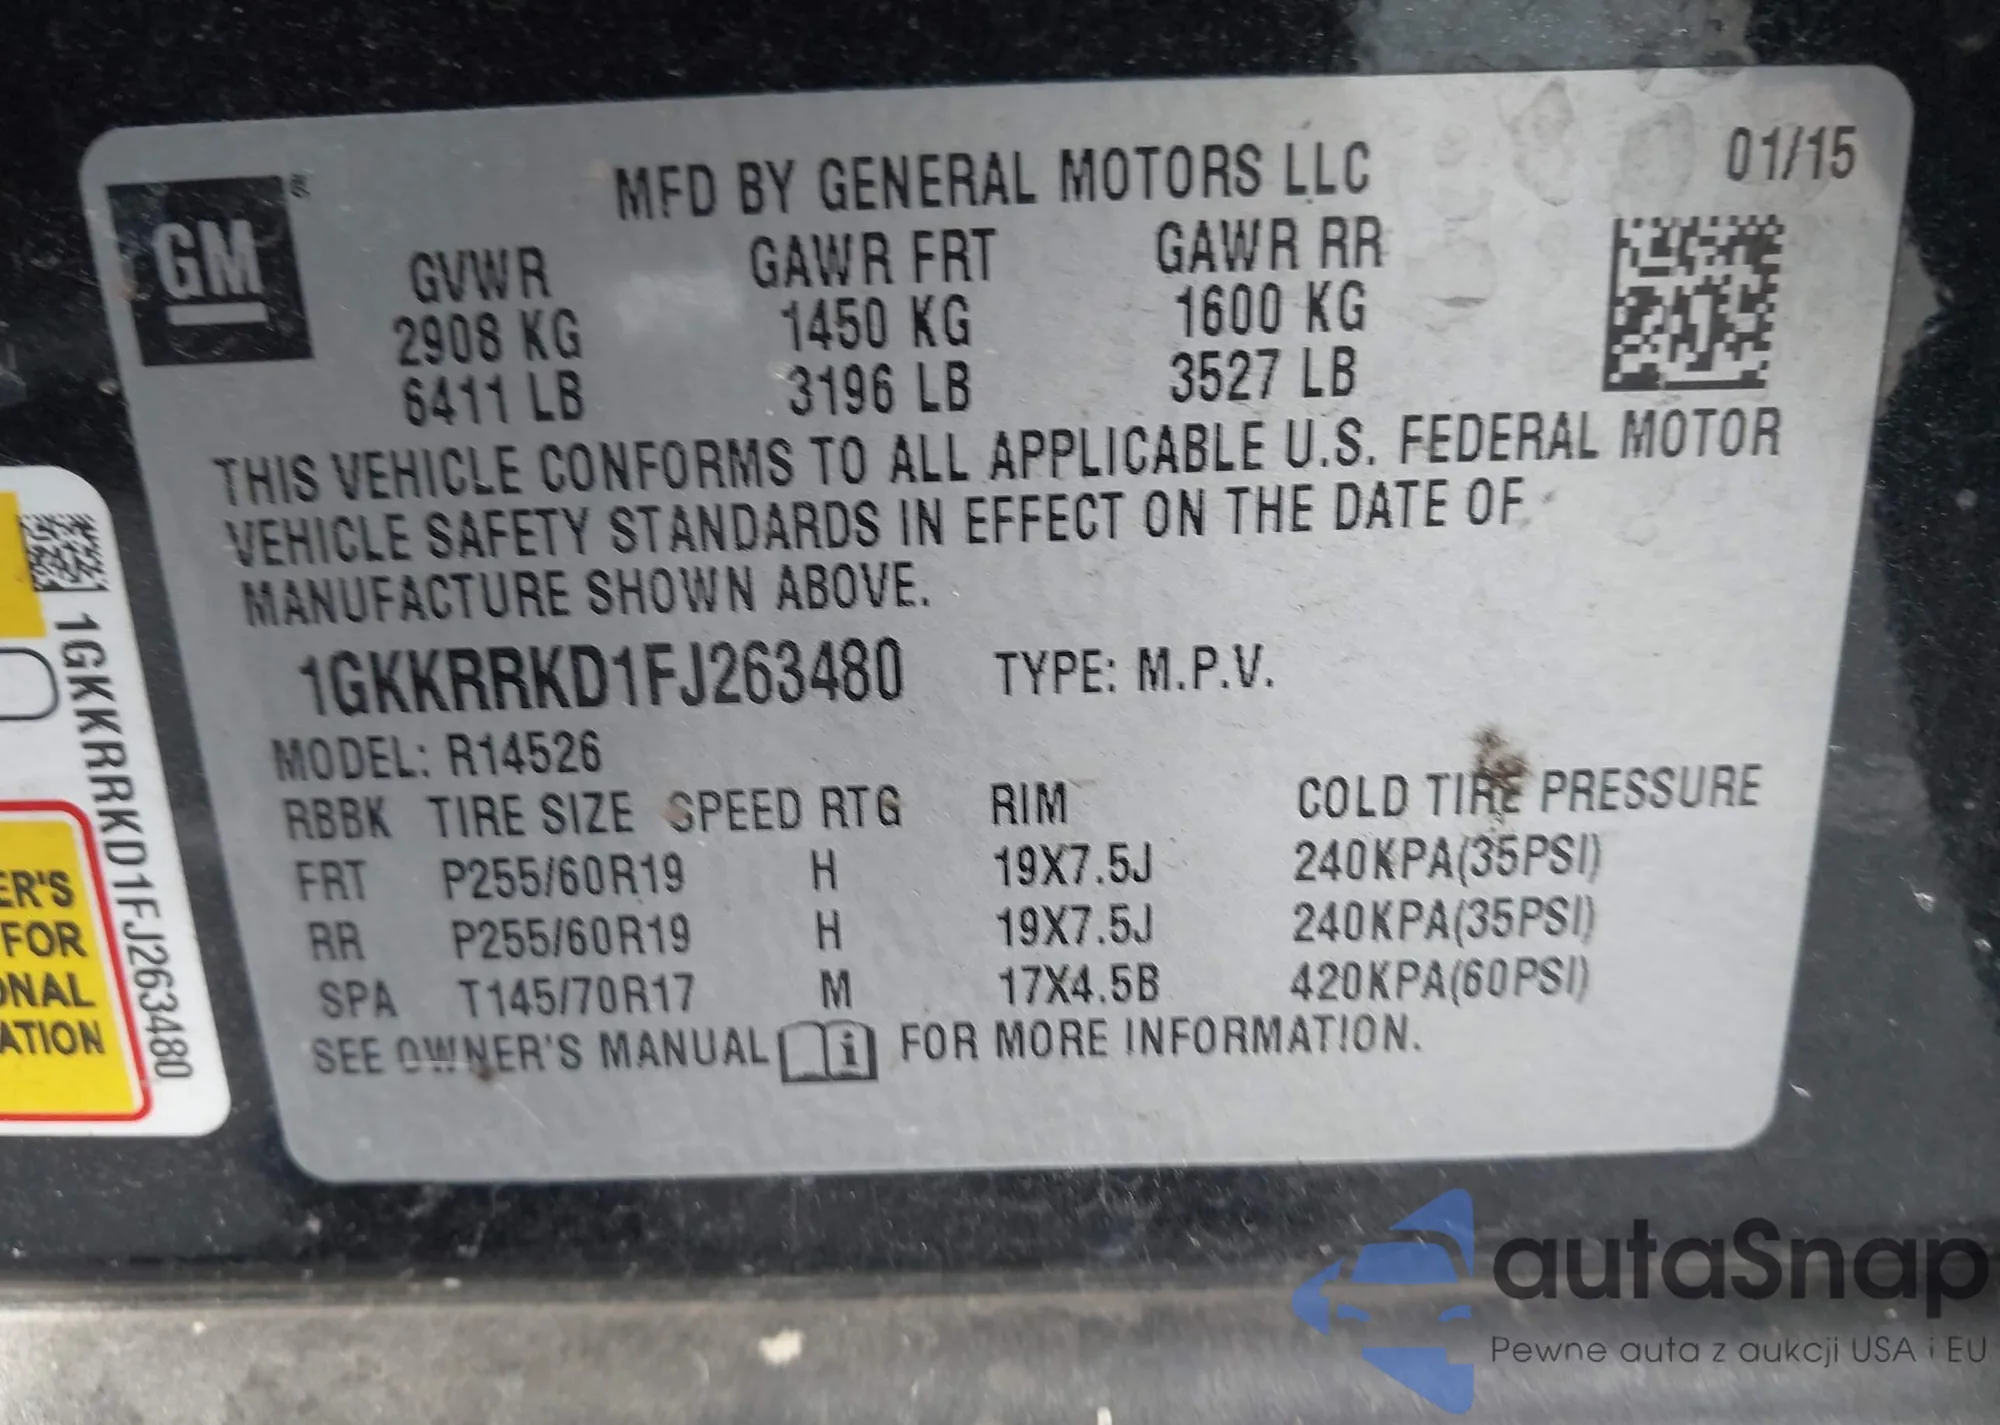 GM
MFD BY GENERAL MOTORS LLC
01/15
GVWR GAWR FRT GAWR RR
2908 KG 1450 KG 1600 KG
6411 LB 3196 LB 3527 LB
THIS VEHICLE CONFORMS TO ALL APPLICABLE U.S. FEDERAL MOTOR
VEHICLE SAFETY STANDARDS IN EFFECT ON THE DATE OF
MANUFACTURE SHOWN ABOVE.
1GKKRRKD1FJ263480 TYPE: M.P.V.
MODEL: R14526
RBBK TIRE SIZE SPEED RTG RIM COLD TIRE PRESSURE
FRT P255/60R19 H 19X7.5J 240KPA(35PSI)
RR P255/60R19 H 19X7.5J 240KPA(35PSI)
SPA T145/70R17 M 17X4.5B 420KPA(60PSI)
SEE OWNER'S MANUAL i FOR MORE INFORMATION.
1GKKRRKD1FJ263480
ER'S
FOR
ONAL
ATION
autaSnap
Pewne auta z aukcji USA i EU